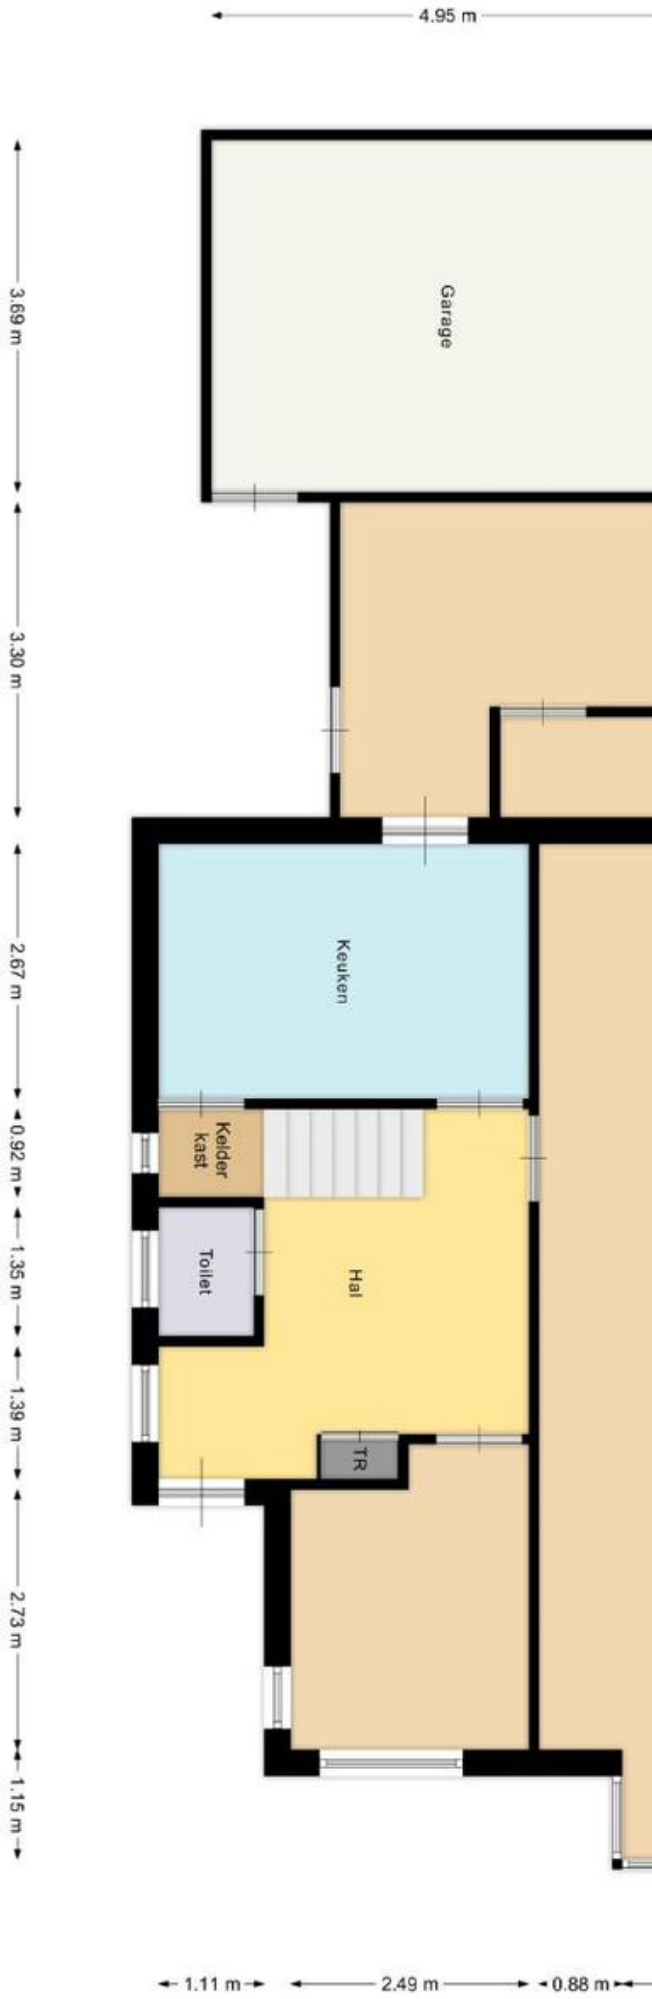 4.95 m
3.69 m
Garage
3.30 m
2.67 m
Keuken
0.92 m
Kelder
kast
1.35 m
Toilet
Hal
1.39 m
TR
2.73 m
1.15 m
1.11 m
2.49 m
0.88 m